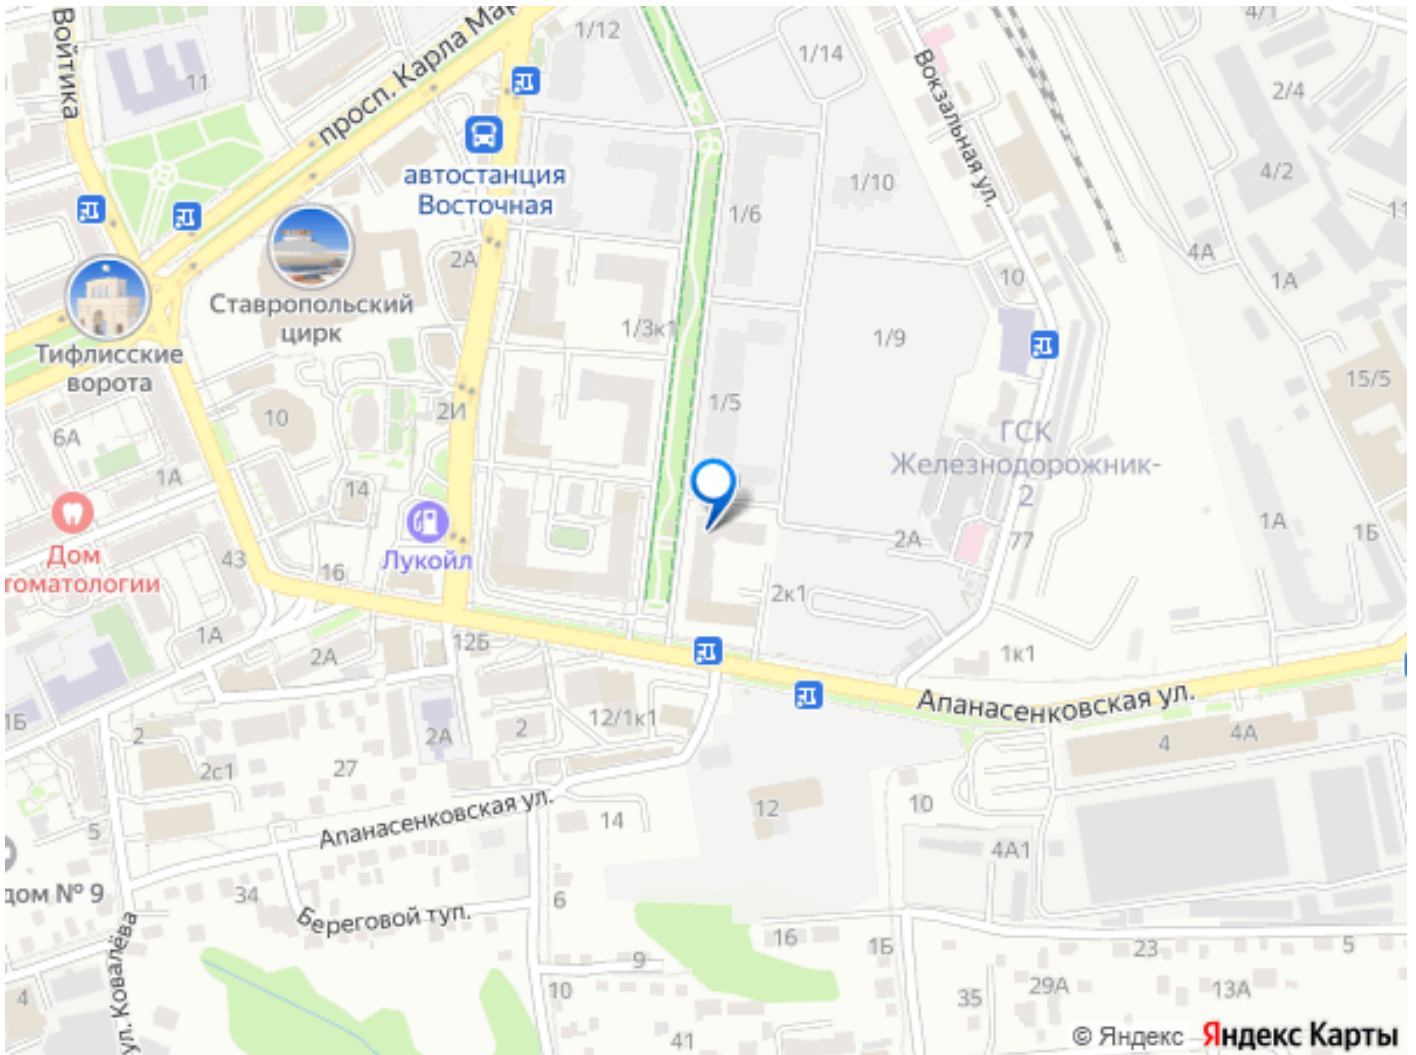 Войтика
11
просп. Карла Мар
1/12
1/14
4/1
Вокзальная ул.
2/4
4/2
11
автостанция
Восточная
1/10
1/6
4А
1А
2А
10
Ставропольский
цирк
Тифлисские
ворота
1/3к1
1/9
15/5
1/5
2И
10
6А
1А
14
ГСК
Железнодорожник-
2
1А
1Б
Дом
томатологии
Лукойл
43
16
2А
77
2к1
1А
2А
12Б
1к1
Апанасенковская ул.
1Б
2
2А
2
12/1к1
4
4А
2с1
27
Апанасенковская ул.
14
12
10
5
4А1
дом № 9
34
Береговой туп.
6
ул. Ковалёва
16
1Б
23
5
9
10
29А
13А
35
4
41
© Яндекс
Яндекс Карты